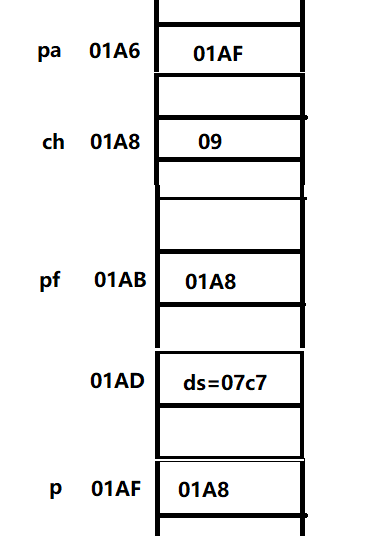 pa 01A6 01AF
ch 01A8 09
pf 01AB 01A8
01AD ds=07c7
p 01AF 01A8